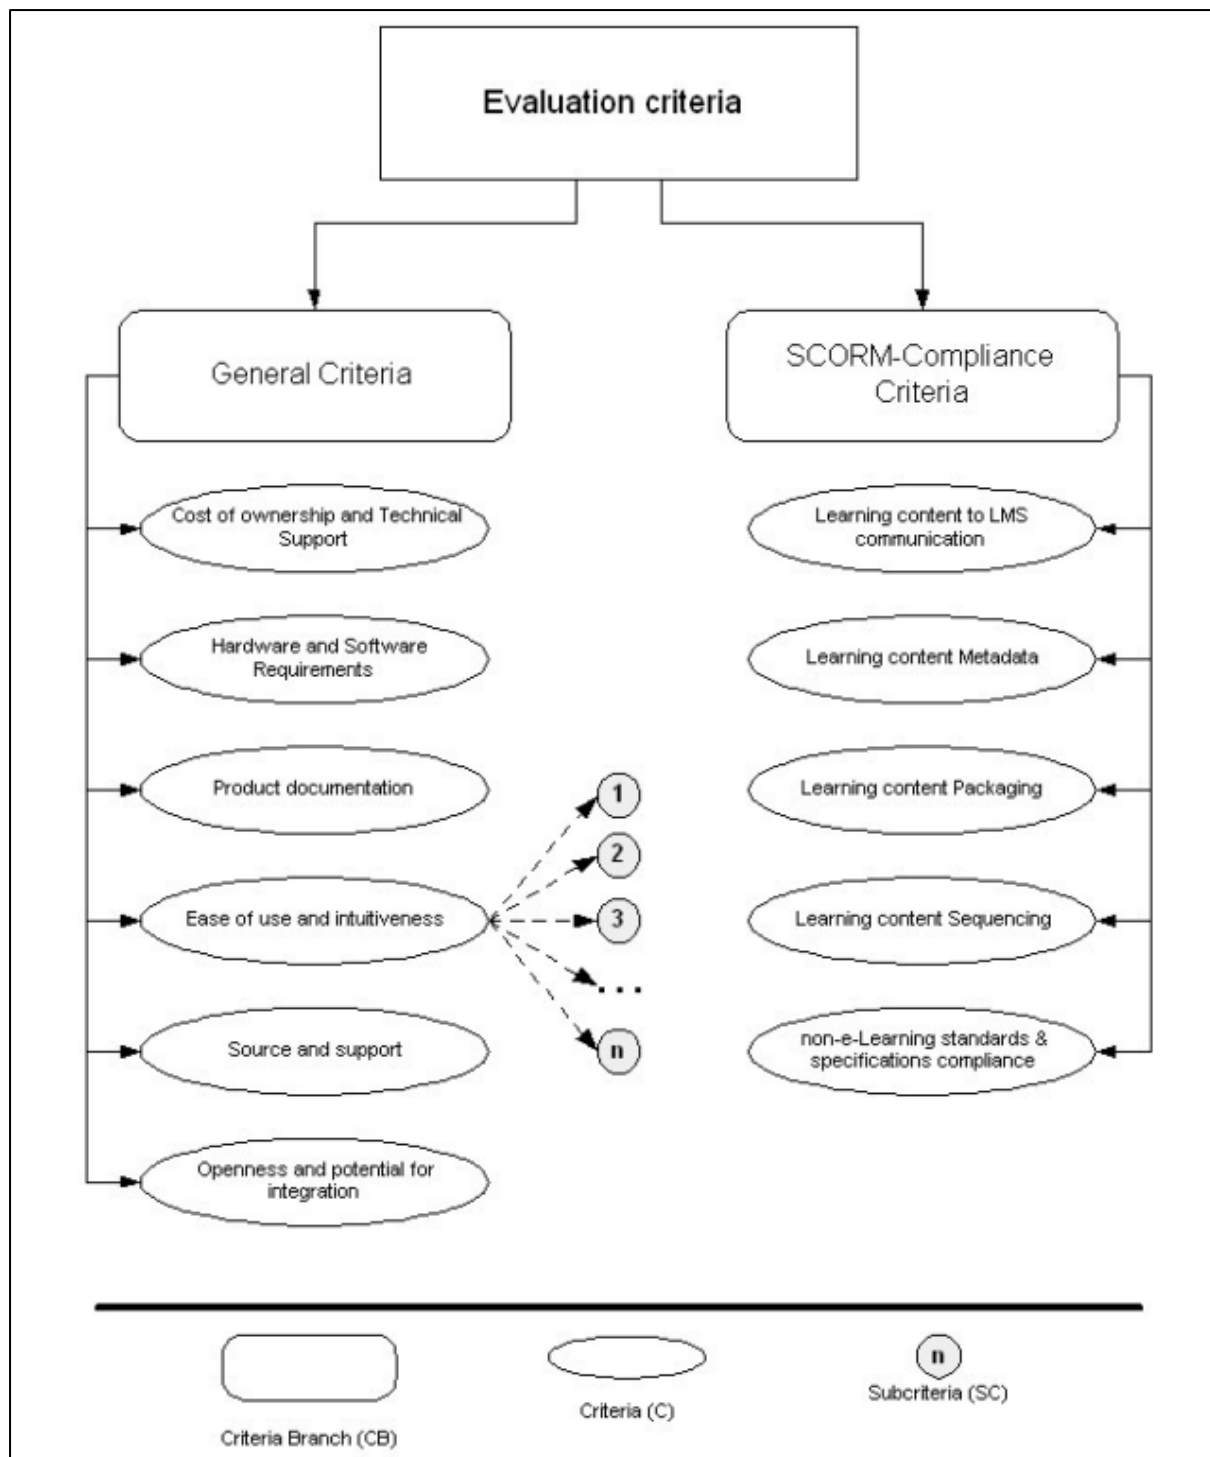 Evaluation criteria
General Criteria
SCORM-Compliance
Criteria
Cost of ownership and Technical
Support
Hardware and Software
Requirements
Product documentation
Ease of use and intuitiveness
Source and support
Openness and potential for
integration
1
2
3
...
n
Learning content to LMS
communication
Learning content Metadata
Learning content Packaging
Learning content Sequencing
non-e-Learning standards &
specifications compliance
Criteria Branch (CB)
Criteria (C)
n
Subcriteria (SC)